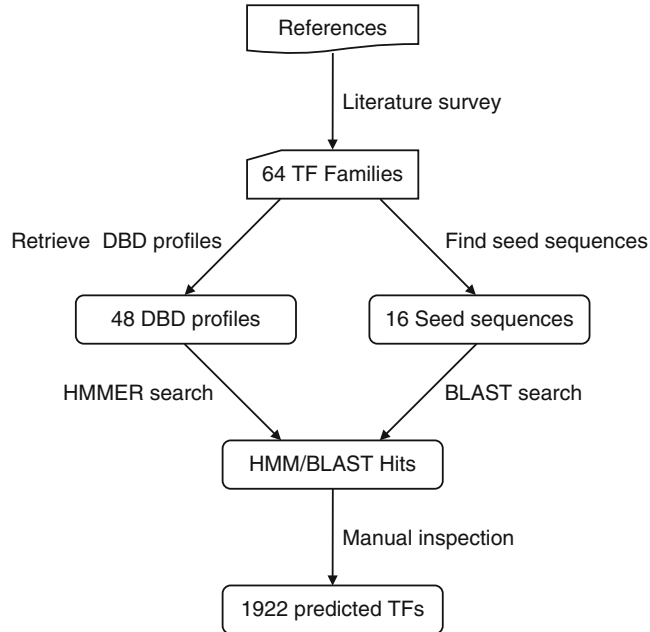 References
Literature survey
64 TF Families
Retrieve DBD profiles
Find seed sequences
48 DBD profiles
16 Seed sequences
HMMER search
BLAST search
HMM/BLAST Hits
Manual inspection
1922 predicted TFs